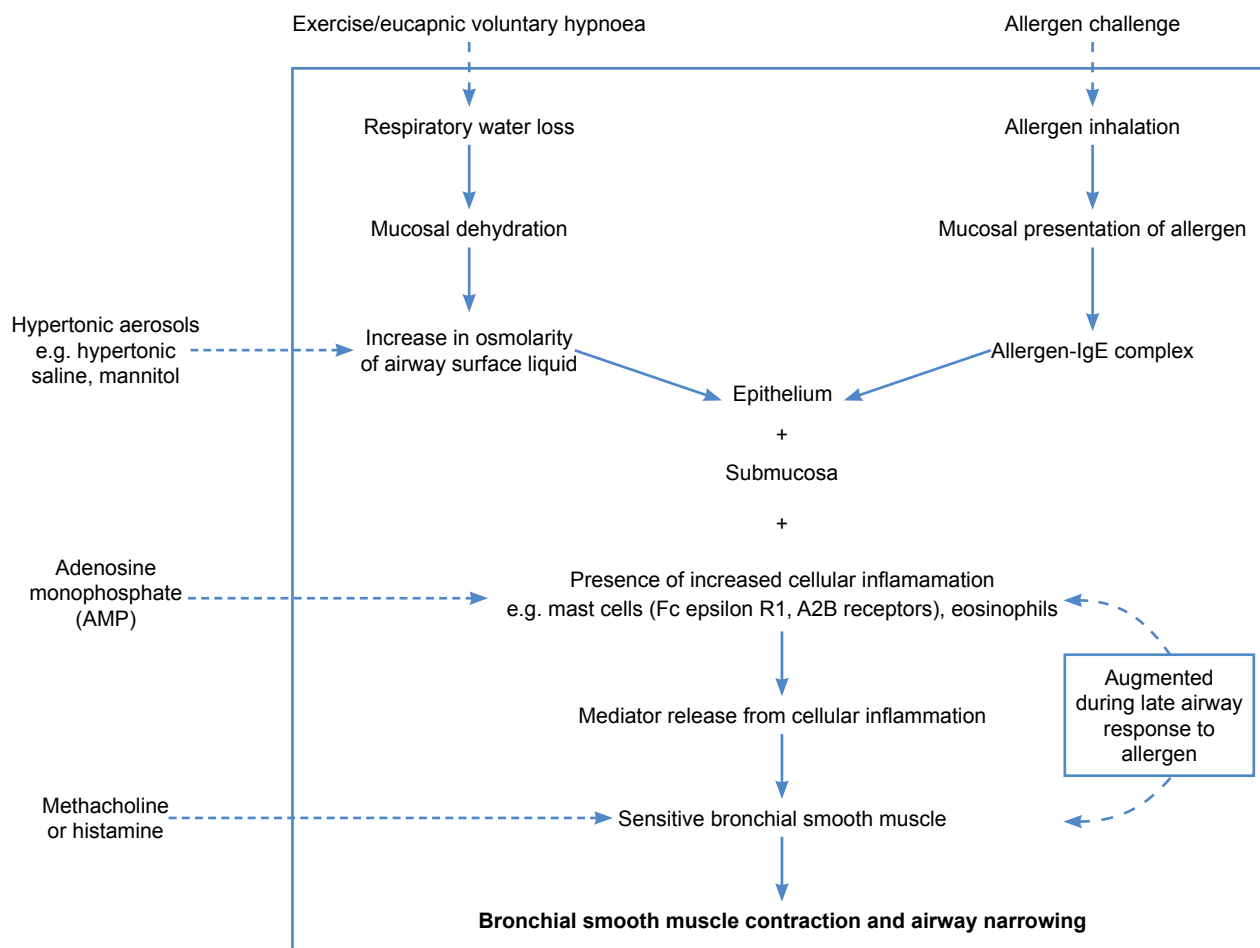 Exercise/eucapnic voluntary hypnoea
Allergen challenge
Respiratory water loss
Allergen inhalation
Mucosal dehydration
Mucosal presentation of allergen
Hypertonic aerosols
e.g. hypertonic
saline, mannitol
Increase in osmolarity
of airway surface liquid
Allergen-IgE complex
Epithelium
+
Submucosa
+
Adenosine
monophosphate
(AMP)
Presence of increased cellular inflamamation
e.g. mast cells (Fc epsilon R1, A2B receptors), eosinophils
Augmented
during late airway
response to
allergen
Mediator release from cellular inflammation
Methacholine
or histamine
Sensitive bronchial smooth muscle
Bronchial smooth muscle contraction and airway narrowing